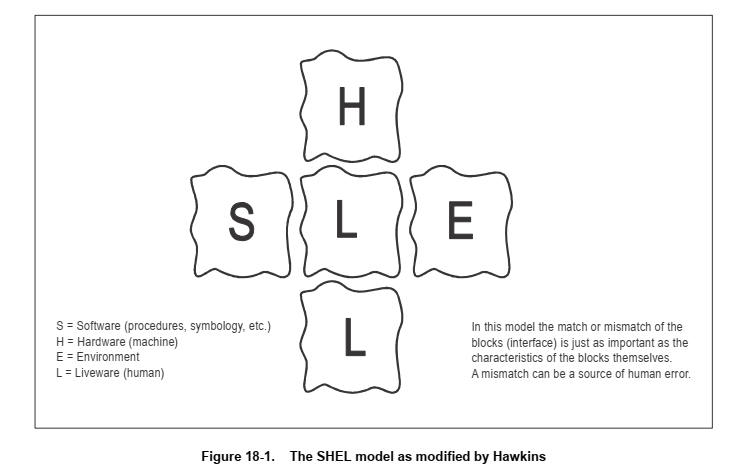 H
S L E
L
S = Software (procedures, symbology, etc.)
H = Hardware (machine)
E = Environment
L = Liveware (human)
In this model the match or mismatch of the
blocks (interface) is just as important as the
characteristics of the blocks themselves.
A mismatch can be a source of human error.
Figure 18-1. The SHEL model as modified by Hawkins